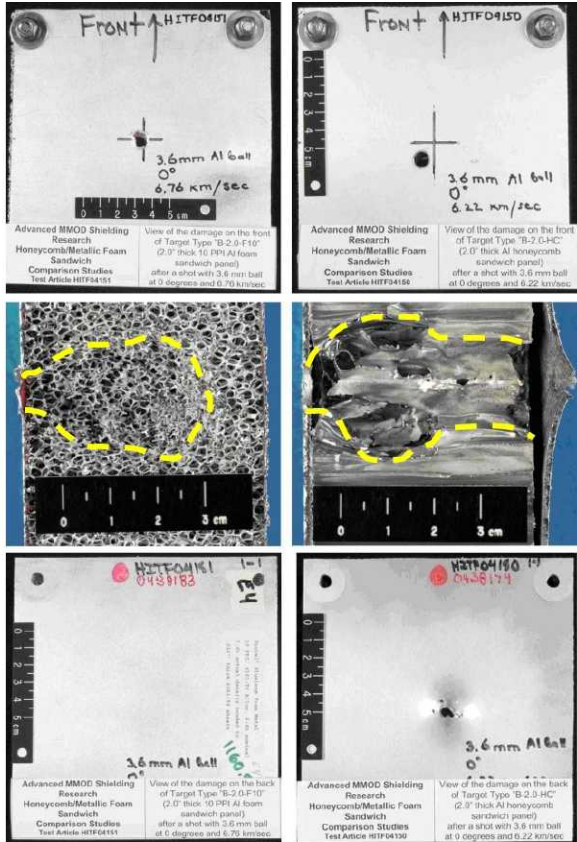 Front HITF04151
3.6mm Al Ball
0°
6.76 km/sec
0 1 2 3 4 5 cm
Advanced MMOD Shielding
Research
Honeycomb/Metallic Foam
Sandwich
Comparison Studies
Test Article HITF04151
View of the damage on the front
of Target Type "B-2.0-F10"
(2.0" thick 10 PPI Al foam
sandwich panel)
after a shot with 3.6 mm ball
at 0 degrees and 6.76 km/sec
Front HITF04150
0 1 2 3 4 5 cm
3.6mm Al Ball
0°
6.22 km/sec
Advanced MMOD Shielding
Research
Honeycomb/Metallic Foam
Sandwich
Comparison Studies
Test Article HITF04150
View of the damage on the front
of Target Type "B-2.0-HC"
(2.0" thick Al honeycomb
sandwich panel)
after a shot with 3.6 mm ball
at 0 degrees and 6.22 km/sec
0 1 2 3 cm
0 1 2 3 cm
HITF04151 1-1
0438183
0 1 2 3 4 5 cm
1160
3.6mm Al Ball
0°
Advanced MMOD Shielding
Research
Honeycomb/Metallic Foam
Sandwich
Comparison Studies
Test Article HITF04151
View of the damage on the back
of Target Type "B-2.0-F10"
(2.0" thick 10 PPI Al foam
sandwich panel)
after a shot with 3.6 mm ball
at 0 degrees and 6.76 km/sec
HITF04150 1-1
0438174
0 1 2 3 4 5 cm
3.6mm Al Ball
0°
Advanced MMOD Shielding
Research
Honeycomb/Metallic Foam
Sandwich
Comparison Studies
Test Article HITF04150
View of the damage on the back
of Target Type "B-2.0-HC"
(2.0" thick Al honeycomb
sandwich panel)
after a shot with 3.6 mm ball
at 0 degrees and 6.22 km/sec